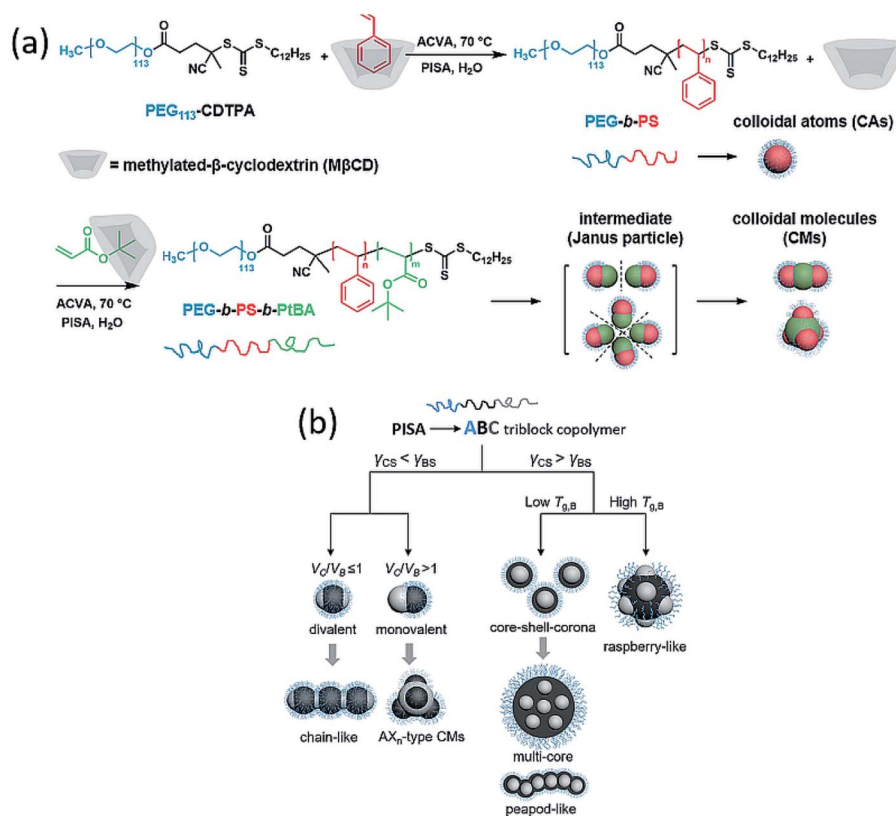 (a)
H₃C
O
113
O
O
CN
S
S
S
C₁₂H₂₅
+
ACVA, 70 °C
PISA, H₂O
H₃C
O
113
O
O
CN
n
S
S
S
C₁₂H₂₅
+
PEG₁₁₃-CDTPA
PEG-b-PS
colloidal atoms (CAs)
= methylated-β-cyclodextrin (MβCD)
O
O
ACVA, 70 °C
PISA, H₂O
H₃C
O
113
O
O
CN
n
m
O
O
S
S
S
C₁₂H₂₅
PEG-b-PS-b-PtBA
intermediate
(Janus particle)
colloidal molecules
(CMs)
(b)
PISA
ABC triblock copolymer
γCS < γBS
γCS > γBS
Low Tg,B
High Tg,B
VC/VB≤1
VC/VB>1
divalent
monovalent
core-shell-corona
raspberry-like
chain-like
AXₙ-type CMs
multi-core
peapod-like